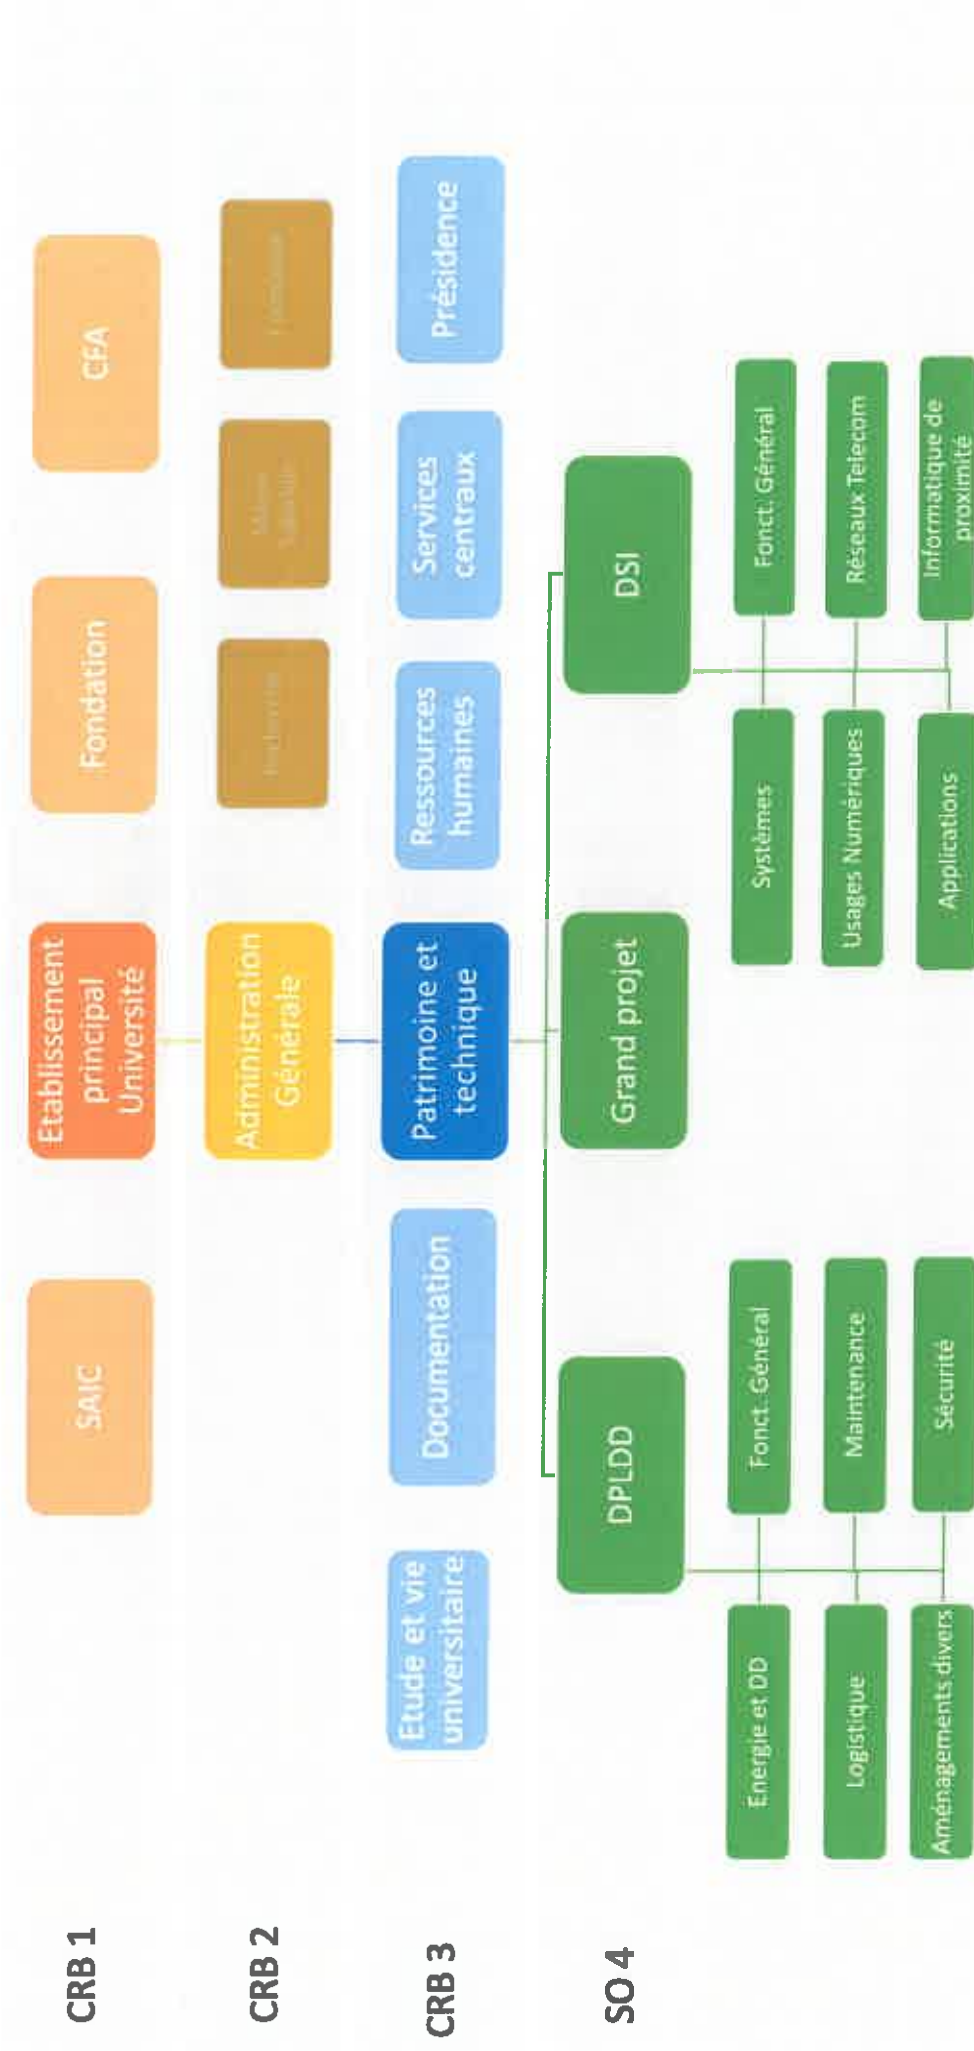 CRB 1
SAIC
Etablissement
principal
Université
Fondation
CFA
CRB 2
Administration
Générale
CRB 3
Etude et vie
universitaire
Documentation
Patrimoine et
technique
Ressources
humaines
Services
centraux
Présidence
SO 4
DPLDD
Grand projet
DSI
Energie et DD
Fonct. Général
Systèmes
Fonct. Général
Logistique
Maintenance
Usages Numériques
Réseaux Telecom
Aménagements divers
Sécurité
Applications
Informatique de
proximité